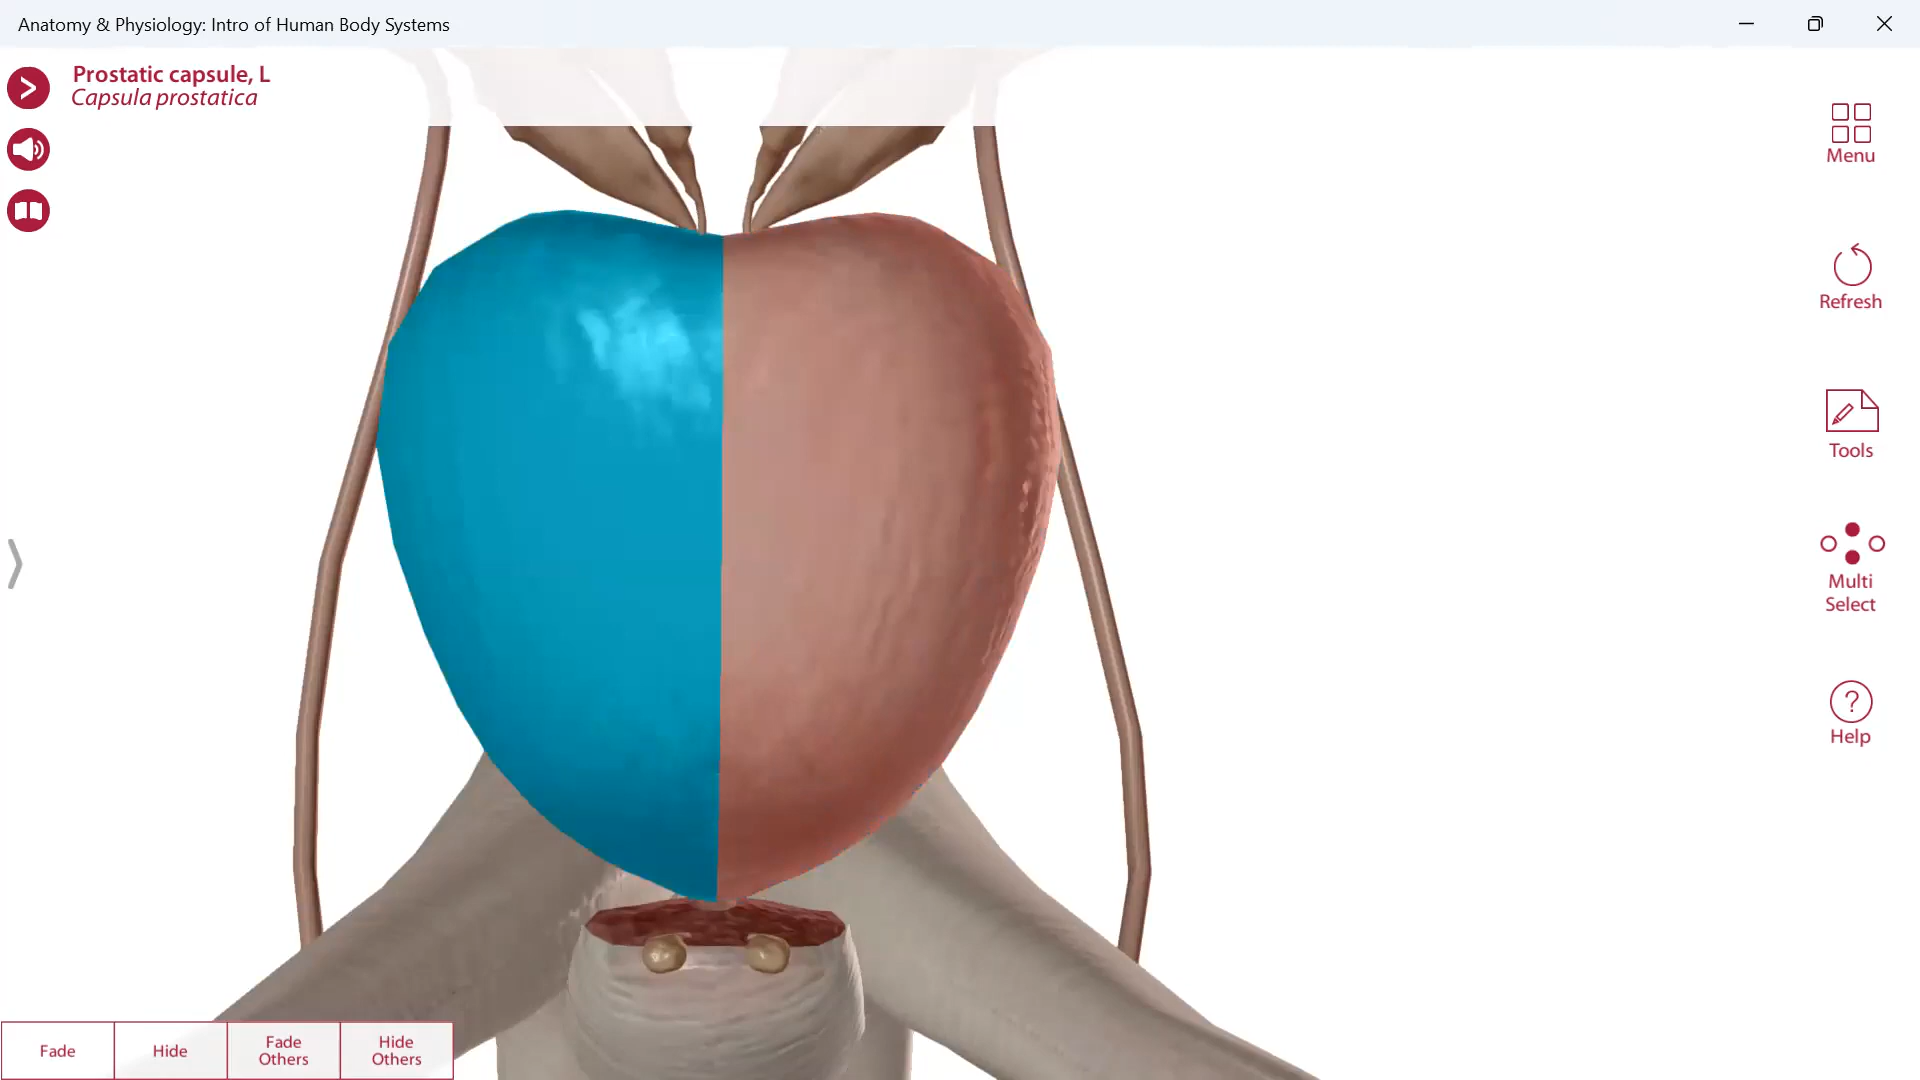 Anatomy & Physiology: Intro of Human Body Systems
Prostatic capsule, L
Capsula prostatica
Menu
Refresh
Tools
Multi
Select
?
Help
Fade
Hide
Fade
Others
Hide
Others